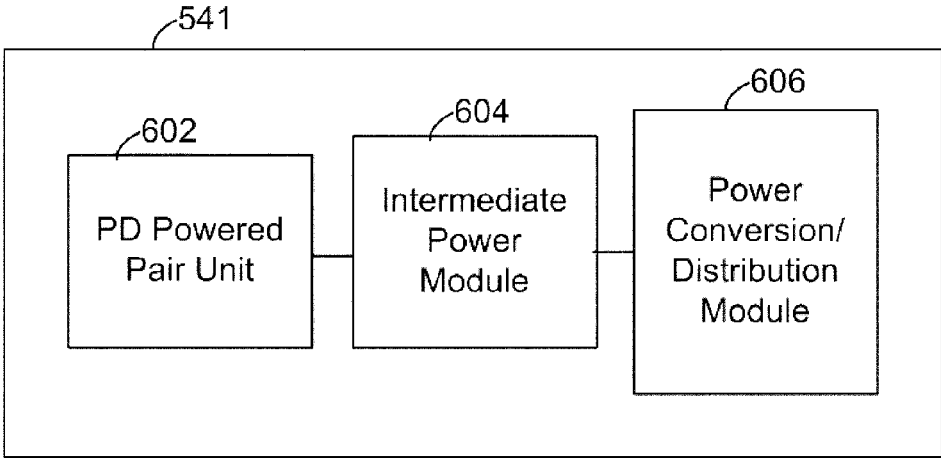 541
606
604
602
PD Powered
Pair Unit
Intermediate
Power
Module
Power
Conversion/
Distribution
Module